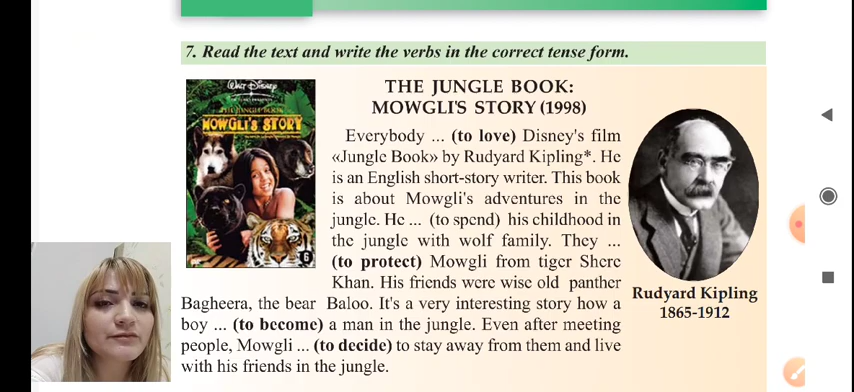 7. Read the text and write the verbs in the correct tense form.
WALT DISNEY
THE JUNGLE BOOK
MOWGLI'S STORY
6
THE JUNGLE BOOK:
MOWGLI'S STORY (1998)
Everybody ... (to love) Disney's film
«Jungle Book» by Rudyard Kipling*. He
is an English short-story writer. This book
is about Mowgli's adventures in the
jungle. He ... (to spend) his childhood in
the jungle with wolf family. They ...
(to protect) Mowgli from tiger Shere
Khan. His friends were wise old panther
Bagheera, the bear Baloo. It's a very interesting story how a
boy ... (to become) a man in the jungle. Even after meeting
people, Mowgli ... (to decide) to stay away from them and live
with his friends in the jungle.
Rudyard Kipling
1865-1912